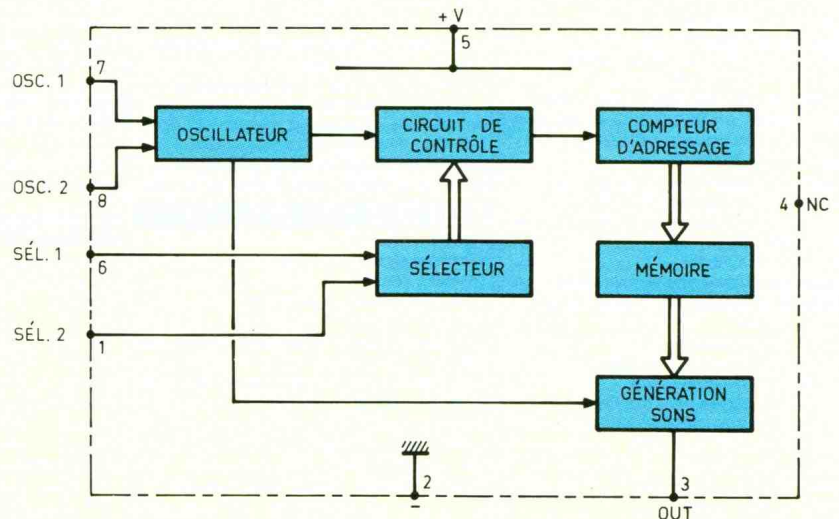 + V
5
OSC. 1
7
OSCILLATEUR
CIRCUIT DE
CONTRÔLE
COMPTEUR
D'ADRESSAGE
OSC. 2
8
4 NC
SÉL. 1
6
SÉLECTEUR
MÉMOIRE
SÉL. 2
1
GÉNÉRATION
SONS
2
–
3
OUT